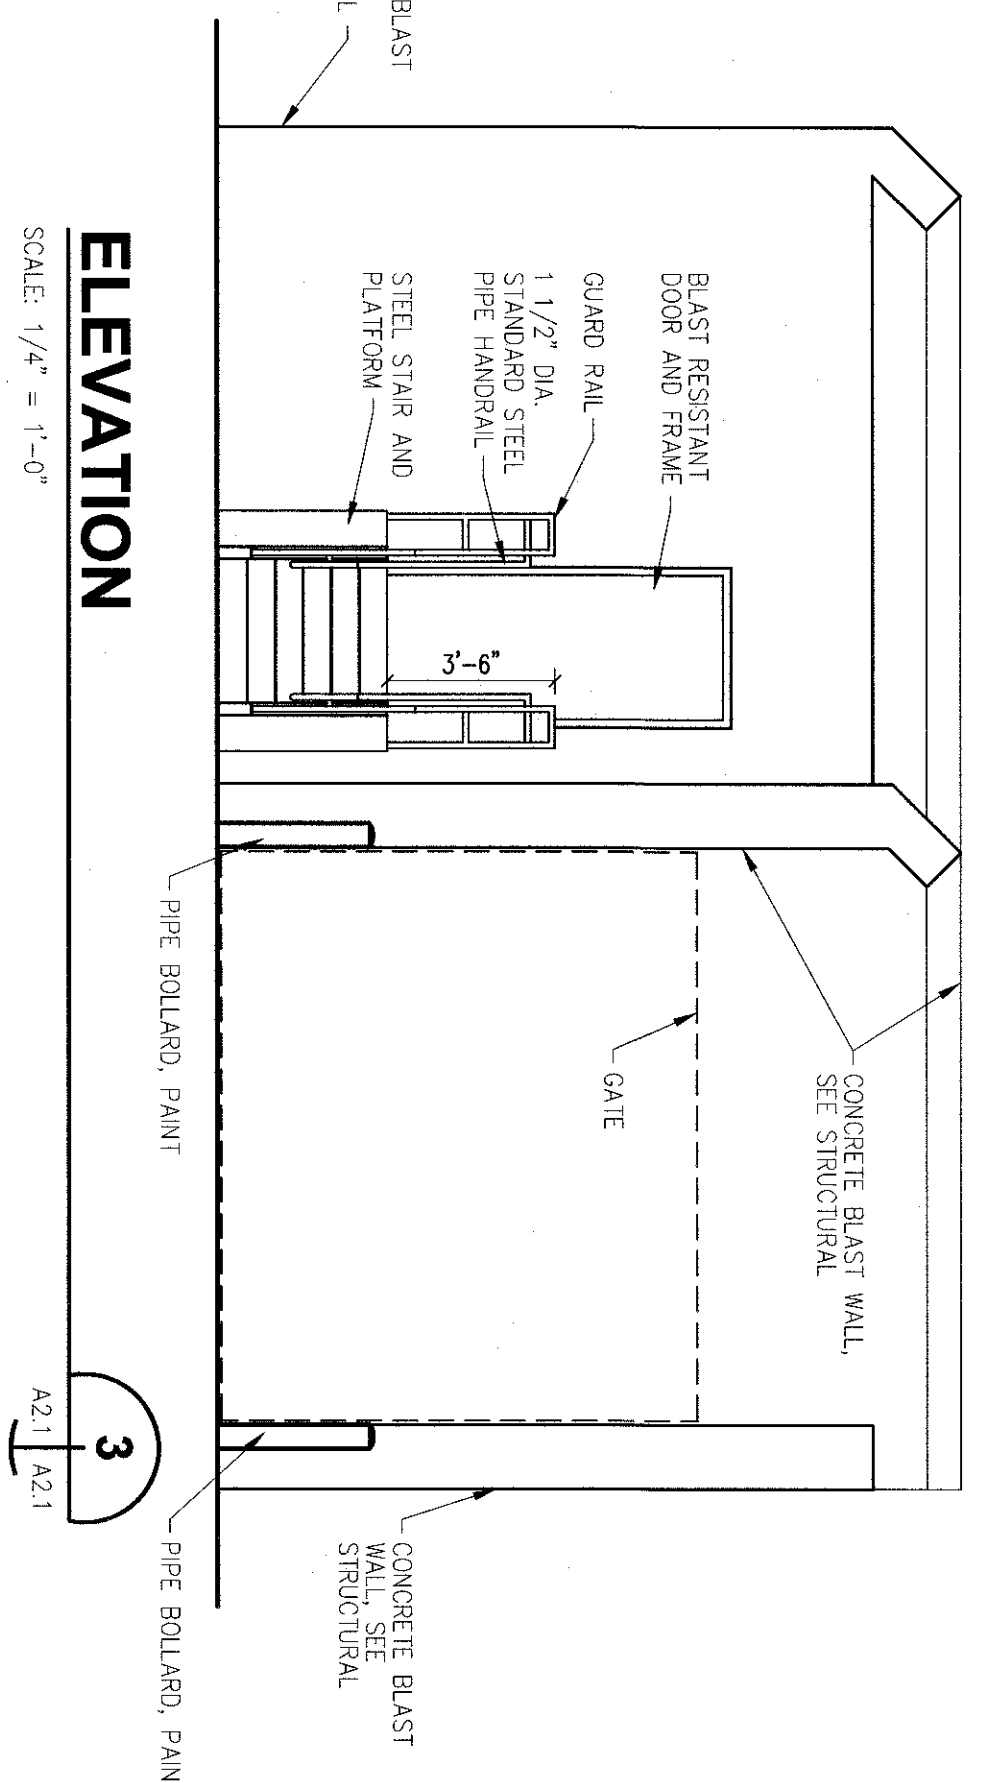 BLAST
BLAST RESISTANT
DOOR AND FRAME
GUARD RAIL
1 1/2" DIA.
STANDARD STEEL
PIPE HANDRAIL
STEEL STAIR AND
PLATFORM
3'-6"
CONCRETE BLAST WALL,
SEE STRUCTURAL
GATE
CONCRETE BLAST
WALL, SEE
STRUCTURAL
PIPE BOLLARD, PAINT
PIPE BOLLARD, PAIN
ELEVATION
SCALE: 1/4" = 1'-0"
3
A2.1 A2.1